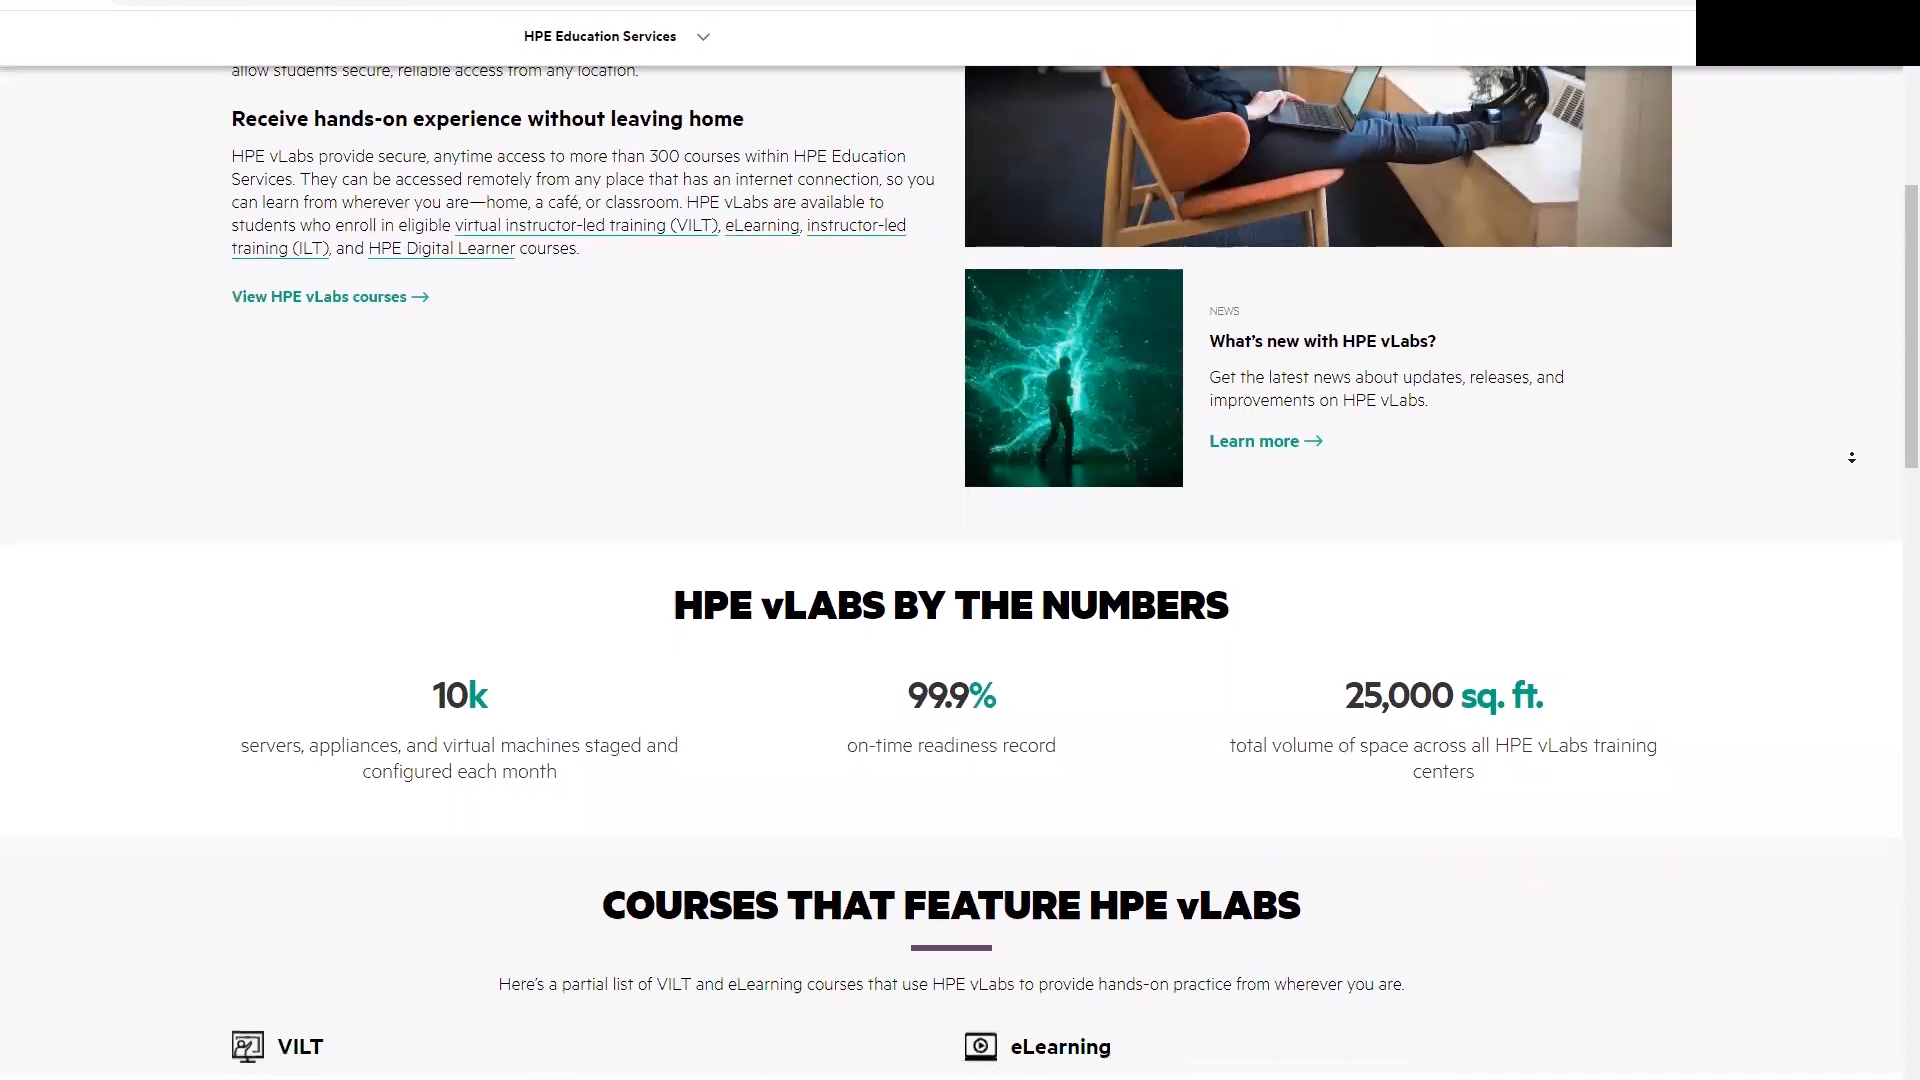 HPE Education Services
allow students secure, reliable access from any location.
Receive hands-on experience without leaving home
HPE vLabs provide secure, anytime access to more than 300 courses within HPE Education
Services. They can be accessed remotely from any place that has an internet connection, so you
can learn from wherever you are—home, a café, or classroom. HPE vLabs are available to
students who enroll in eligible virtual instructor-led training (VILT), eLearning, instructor-led
training (ILT), and HPE Digital Learner courses.
View HPE vLabs courses
NEWS
What’s new with HPE vLabs?
Get the latest news about updates, releases, and
improvements on HPE vLabs.
Learn more
HPE vLABS BY THE NUMBERS
10k
servers, appliances, and virtual machines staged and
configured each month
99.9%
on-time readiness record
25,000 sq. ft.
total volume of space across all HPE vLabs training
centers
COURSES THAT FEATURE HPE vLABS
Here’s a partial list of VILT and eLearning courses that use HPE vLabs to provide hands-on practice from wherever you are.
VILT
eLearning